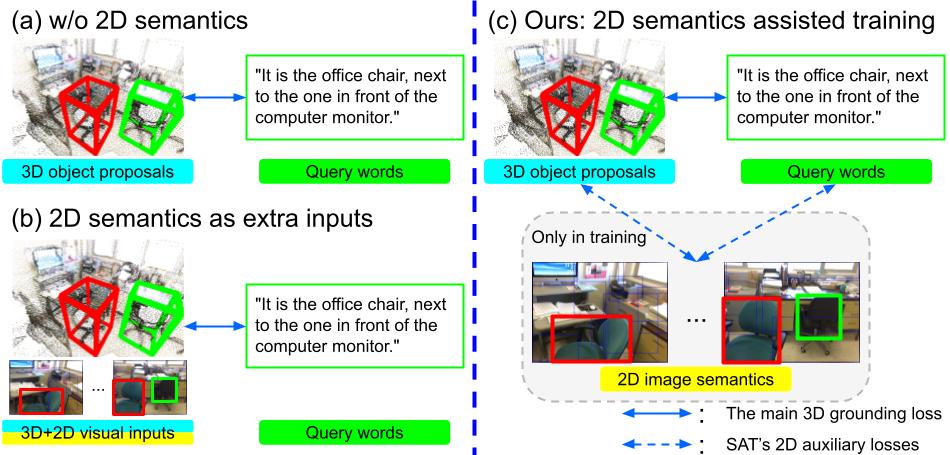 (a) w/o 2D semantics
"It is the office chair, next
to the one in front of the
computer monitor."
3D object proposals
Query words
(b) 2D semantics as extra inputs
"It is the office chair, next
to the one in front of the
computer monitor."
...
3D+2D visual inputs
Query words
(c) Ours: 2D semantics assisted training
"It is the office chair, next
to the one in front of the
computer monitor."
3D object proposals
Query words
Only in training
...
2D image semantics
: The main 3D grounding loss
: SAT's 2D auxiliary losses